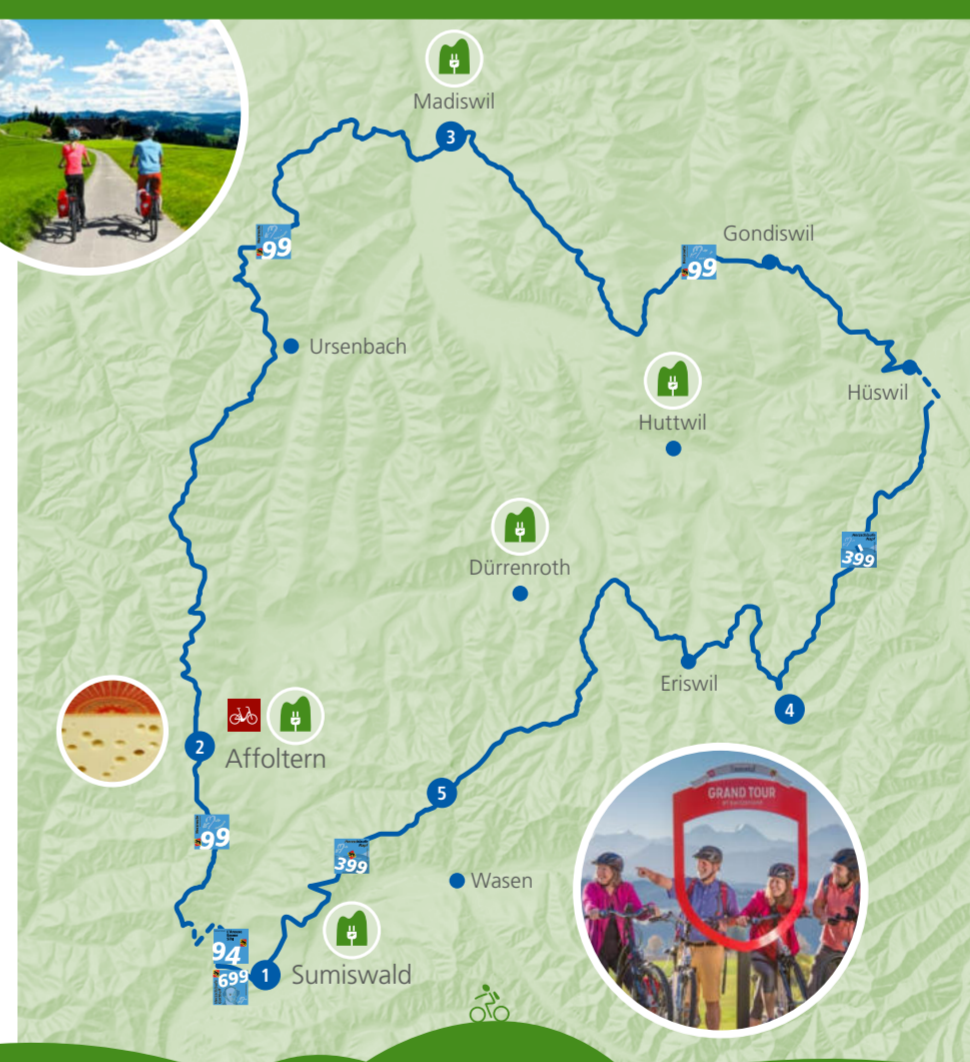 Madiswil
3
99
Gondiswil
99
Ursenbach
Hüswil
Huttwil
399
Dürrenroth
Eriswil
4
2
Affoltern
5
GRAND TOUR
99
399
Wasen
94
699
1
Sumiswald